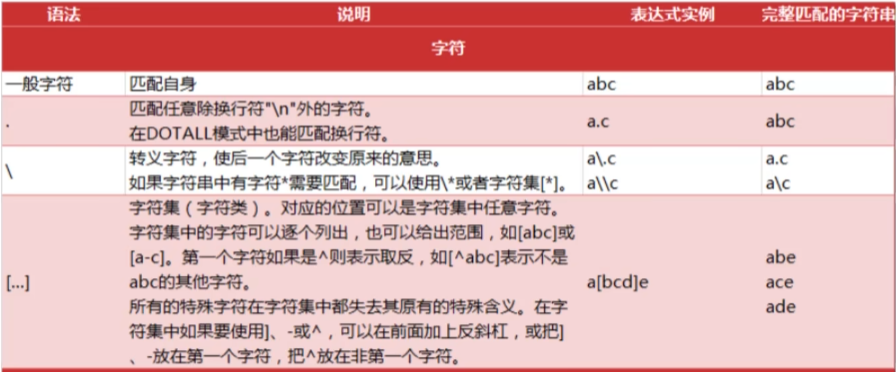 语法 说明 表达式实例 完整匹配的字符串
字符
一般字符 匹配自身 abc abc
.
匹配任意除换行符"\n"外的字符。
在DOTALL模式中也能匹配换行符。
a.c abc
\
转义字符，使后一个字符改变原来的意思。
如果字符串中有字符*需要匹配，可以使用\*或者字符集[*]。
a\.c a.c
a\\c a\c
[...]
字符集（字符类）。对应的位置可以是字符集中任意字符。
字符集中的字符可以逐个列出，也可以给出范围，如[abc]或
[a-c]。第一个字符如果是^则表示取反，如[^abc]表示不是
abc的其他字符。
所有的特殊字符在字符集中都失去其原有的特殊含义。在字
符集中如果要使用]、-或^，可以在前面加上反斜杠，或把]
、-放在第一个字符，把^放在非第一个字符。
a[bcd]e
abe
ace
ade